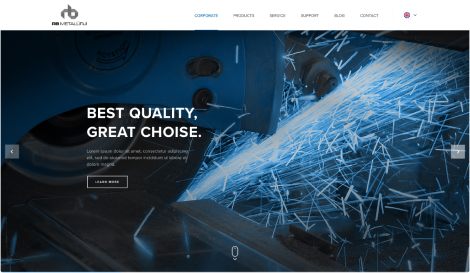 RB METALURJI
CORPORATE
PRODUCTS
SERVICE
SUPPORT
BLOG
CONTACT
BEST QUALITY,
GREAT CHOISE.
Lorem ipsum dolor sit amet, consectetur adipiscing
elit, sed do eiusmod tempor incididunt ut labore et
dolore magna.
LEARN MORE